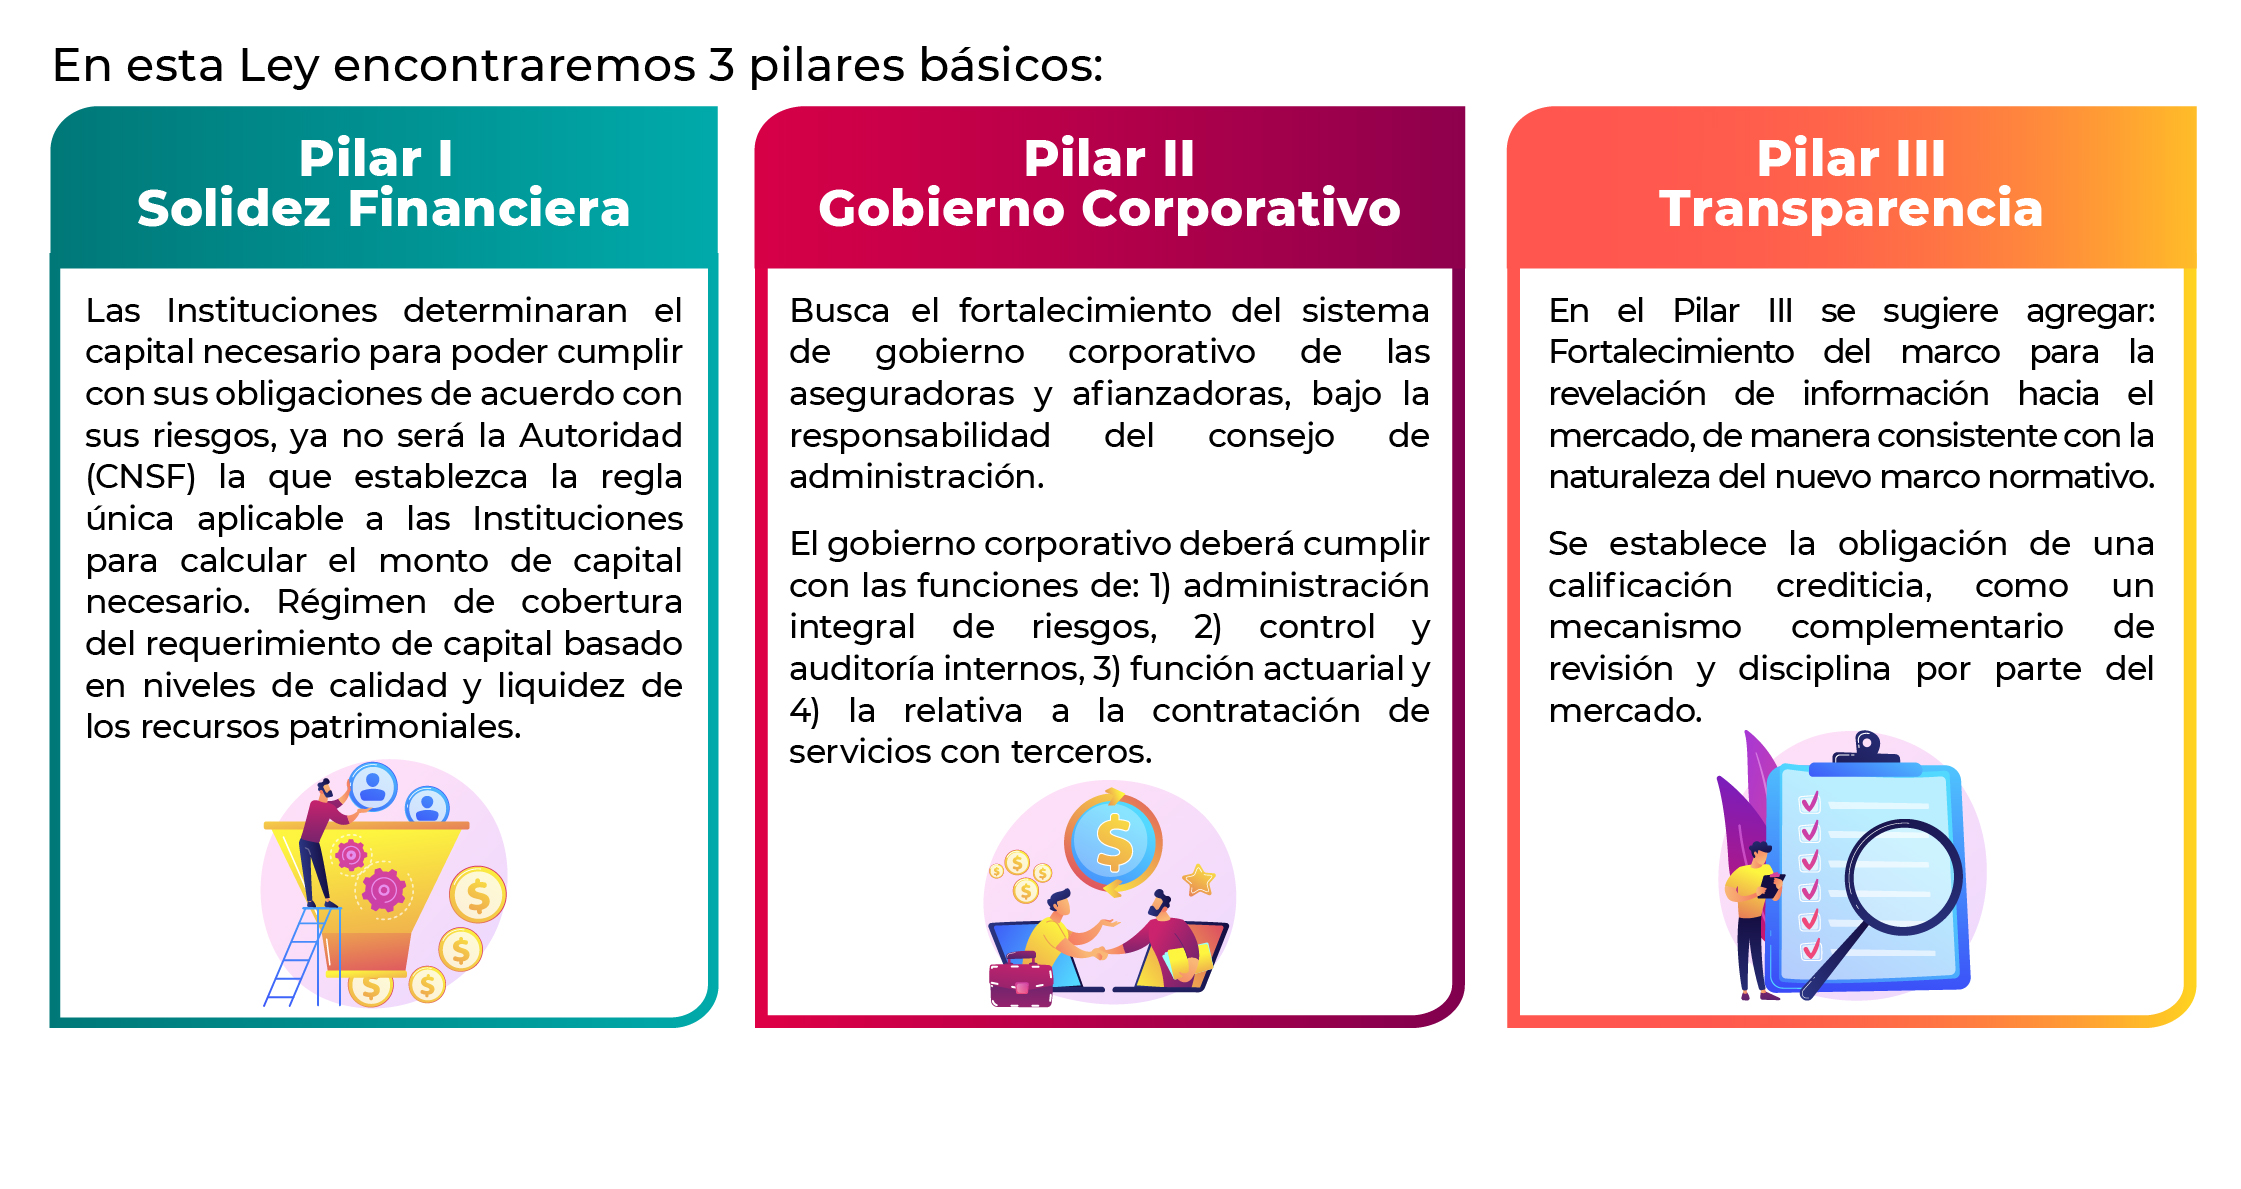 En esta Ley encontraremos 3 pilares básicos:
Pilar I
Solidez Financiera
Las Instituciones determinaran el
capital necesario para poder cumplir
con sus obligaciones de acuerdo con
sus riesgos, ya no será la Autoridad
(CNSF) la que establezca la regla
única aplicable a las Instituciones
para calcular el monto de capital
necesario. Régimen de cobertura
del requerimiento de capital basado
en niveles de calidad y liquidez de
los recursos patrimoniales.
Pilar II
Gobierno Corporativo
Busca el fortalecimiento del sistema
de gobierno corporativo de las
aseguradoras y afianzadoras, bajo la
responsabilidad del consejo de
administración.
El gobierno corporativo deberá cumplir
con las funciones de: 1) administración
integral de riesgos, 2) control y
auditoría internos, 3) función actuarial y
4) la relativa a la contratación de
servicios con terceros.
Pilar III
Transparencia
En el Pilar III se sugiere agregar:
Fortalecimiento del marco para la
revelación de información hacia el
mercado, de manera consistente con la
naturaleza del nuevo marco normativo.
Se establece la obligación de una
calificación crediticia, como un
mecanismo complementario de
revisión y disciplina por parte del
mercado.